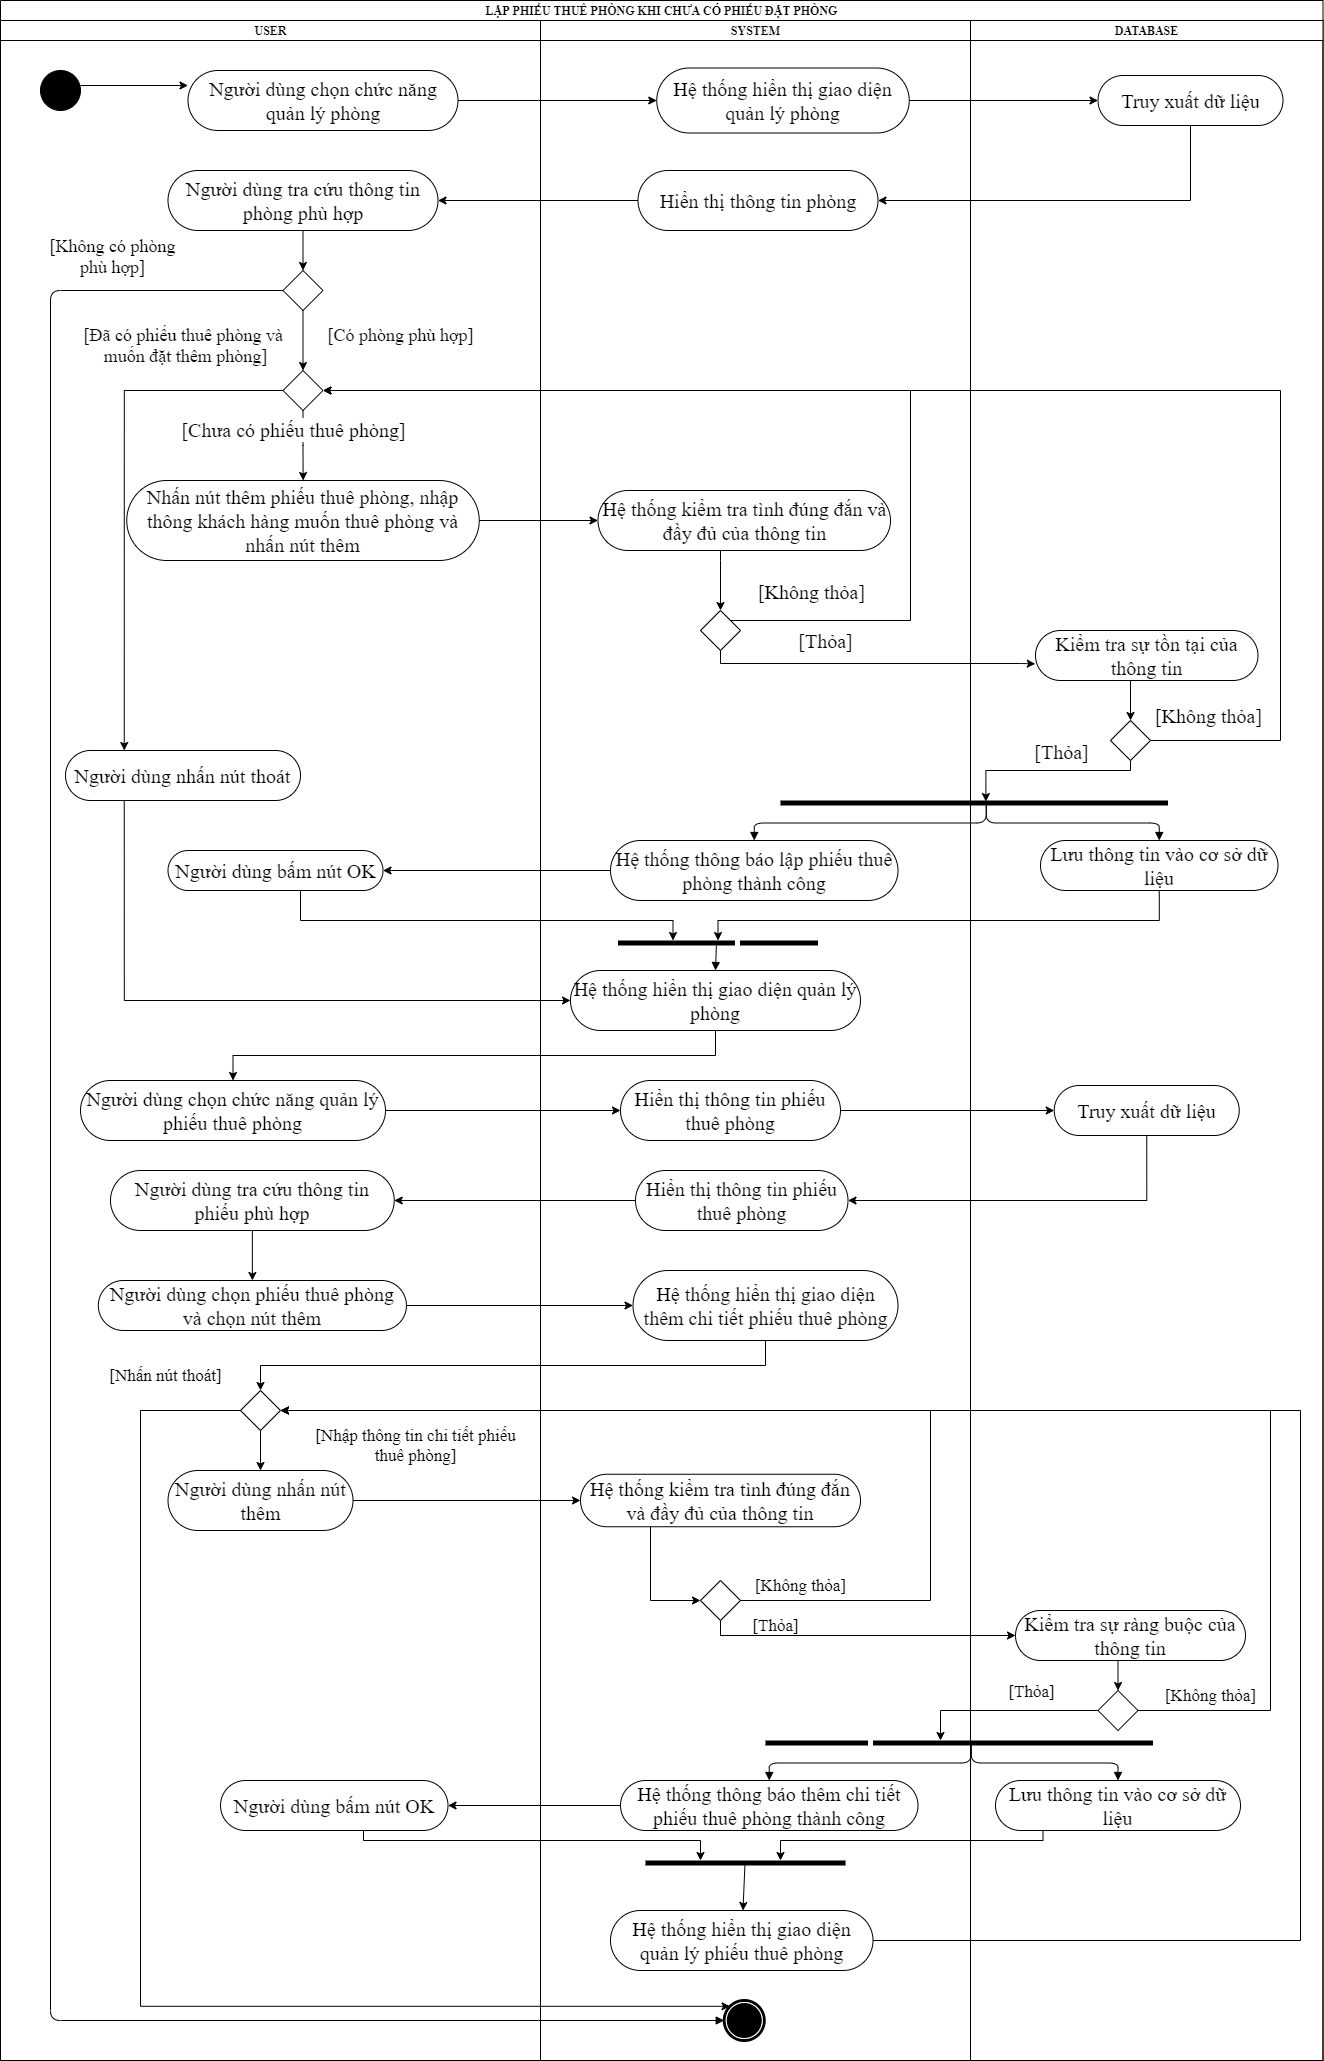 LẬP PHIẾU THUÊ PHÒNG KHI CHƯA CÓ PHIẾU ĐẶT PHÒNG
USER
SYSTEM
DATABASE
Người dùng chọn chức năng
quản lý phòng
Hệ thống hiển thị giao diện
quản lý phòng
Truy xuất dữ liệu
Người dùng tra cứu thông tin
phòng phù hợp
Hiển thị thông tin phòng
[Không có phòng
phù hợp]
[Đã có phiếu thuê phòng và
muốn đặt thêm phòng]
[Có phòng phù hợp]
[Chưa có phiếu thuê phòng]
Nhấn nút thêm phiếu thuê phòng, nhập
thông khách hàng muốn thuê phòng và
nhấn nút thêm
Hệ thống kiểm tra tình đúng đắn và
đầy đủ của thông tin
[Không thỏa]
[Thỏa]
Kiểm tra sự tồn tại của
thông tin
[Không thỏa]
[Thỏa]
Người dùng nhấn nút thoát
Người dùng bấm nút OK
Hệ thống thông báo lập phiếu thuê
phòng thành công
Lưu thông tin vào cơ sở dữ
liệu
Hệ thống hiển thị giao diện quản lý
phòng
Người dùng chọn chức năng quản lý
phiếu thuê phòng
Hiển thị thông tin phiếu
thuê phòng
Truy xuất dữ liệu
Người dùng tra cứu thông tin
phiếu phù hợp
Hiển thị thông tin phiếu
thuê phòng
Người dùng chọn phiếu thuê phòng
và chọn nút thêm
Hệ thống hiển thị giao diện
thêm chi tiết phiếu thuê phòng
[Nhấn nút thoát]
[Nhập thông tin chi tiết phiếu
thuê phòng]
Người dùng nhấn nút
thêm
Hệ thống kiểm tra tình đúng đắn
và đầy đủ của thông tin
[Không thỏa]
[Thỏa]
Kiểm tra sự ràng buộc của
thông tin
[Thỏa]
[Không thỏa]
Người dùng bấm nút OK
Hệ thống thông báo thêm chi tiết
phiếu thuê phòng thành công
Lưu thông tin vào cơ sở dữ
liệu
Hệ thống hiển thị giao diện
quản lý phiếu thuê phòng